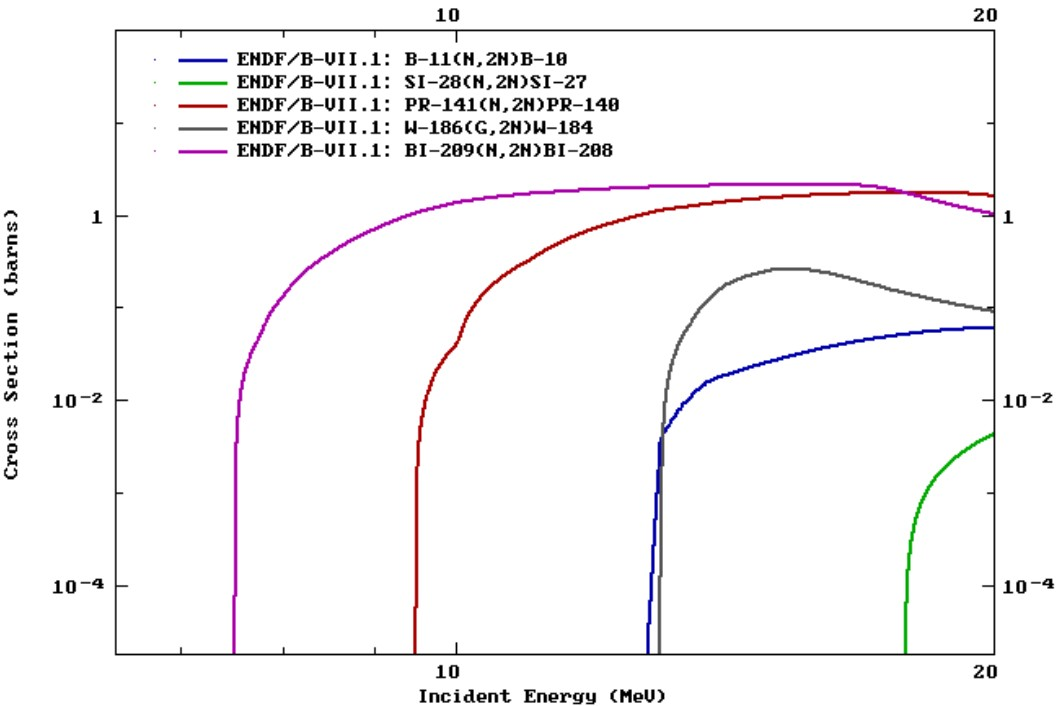 10 20
ENDF/B-VII.1: B-11(N,2N)B-10
ENDF/B-VII.1: SI-28(N,2N)SI-27
ENDF/B-VII.1: PR-141(N,2N)PR-140
ENDF/B-VII.1: W-186(G,2N)W-184
ENDF/B-VII.1: BI-209(N,2N)BI-208
Cross Section (barns)
1 1
10-2 10-2
10-4 10-4
10 20
Incident Energy (MeV)